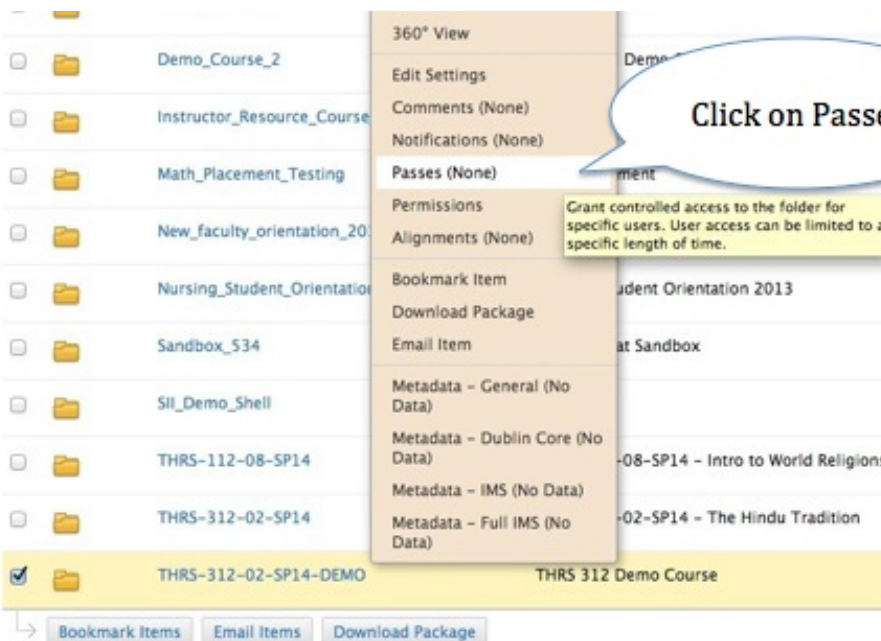 360° View
Demo_Course_2
Edit Settings
Comments (None)
Click on
Instructor_Resource_Course
Notifications (None)
Math_Placement_Testing
Passes (None)
Permissions
Grant controlled access to the folder for
specific users. User access can be limited to a
specific length of time.
Alignments (None)
Bookmark Item
Nursing_Student_Orientation
Orientation 2013
Download Package
Sandbox_534
Email Item
at Sandbox
Metadata – General (No
Data)
SII_Demo_Shell
Metadata – Dublin Core (No
Data)
THRS-112-08-SP14
-08-SP14 – Intro to World Religions
Metadata – IMS (No Data)
THRS-312-02-SP14
Metadata – Full IMS (No
Data)
-02-SP14 – The Hindu Tradition
THRS-312-02-SP14-DEMO
THRS 312 Demo Course
Bookmark Items
Email Items
Download Package